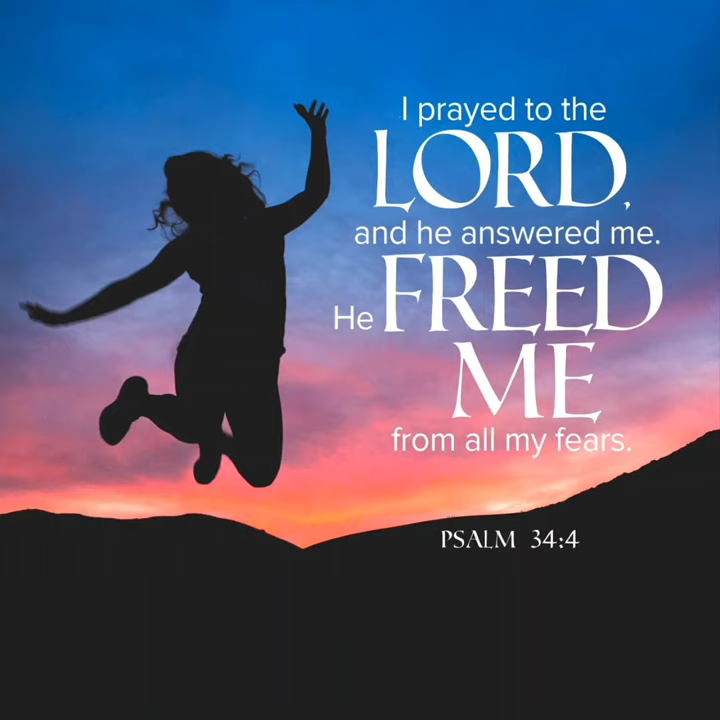 I prayed to the
LORD,
and he answered me.
He FREED
ME
from all my fears.
PSALM 34:4